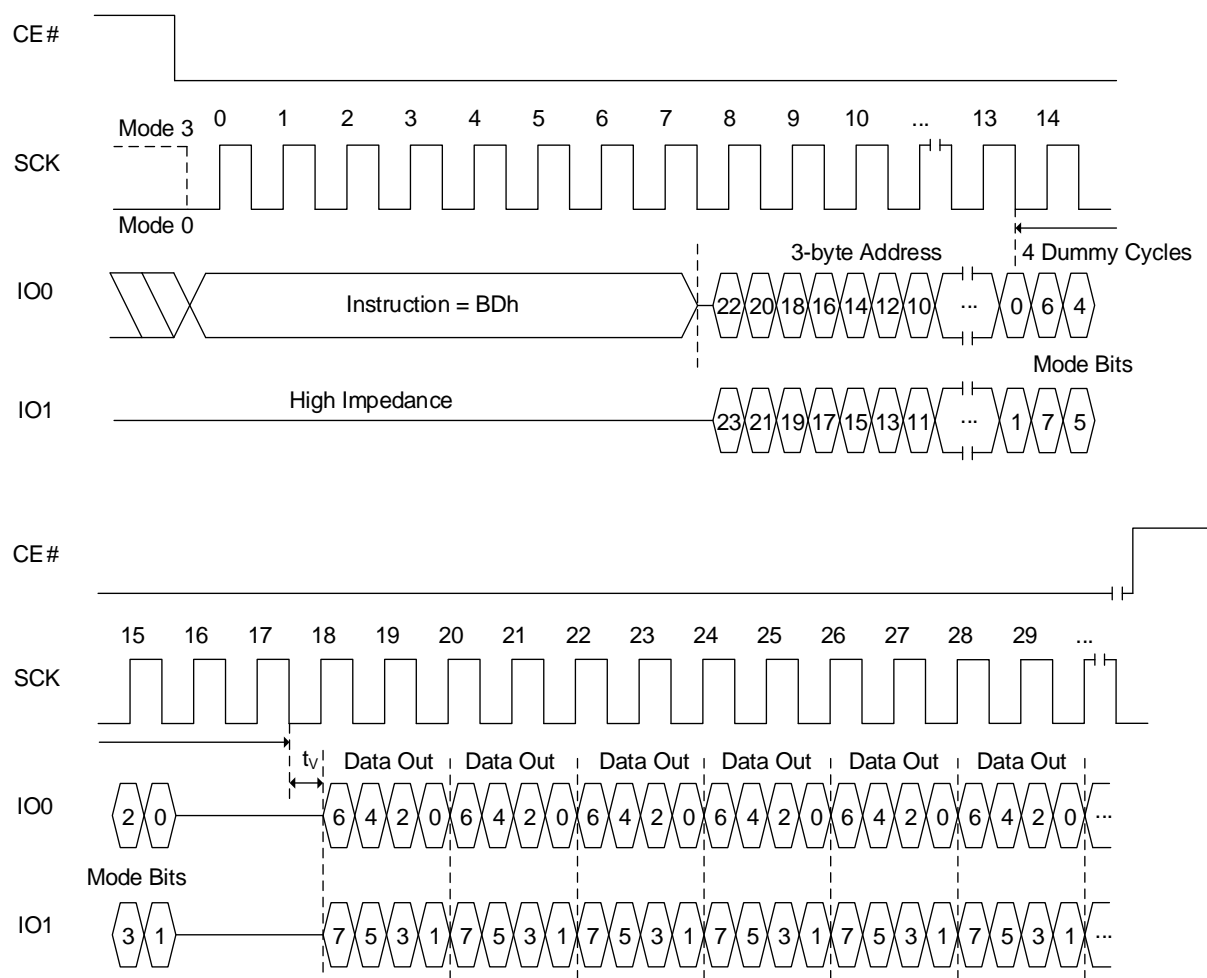 CE#
Mode 3
0 1 2 3 4 5 6 7 8 9 10 ... 13 14
SCK
Mode 0
3-byte Address
4 Dummy Cycles
IO0
Instruction = BDh
22 20 18 16 14 12 10 ... 0 6 4
Mode Bits
IO1
High Impedance
23 21 19 17 15 13 11 ... 1 7 5
CE#
15 16 17 18 19 20 21 22 23 24 25 26 27 28 29 ...
SCK
tV
Data Out Data Out Data Out Data Out Data Out Data Out
IO0
2 0 6 4 2 0 6 4 2 0 6 4 2 0 6 4 2 0 6 4 2 0 6 4 2 0 ...
Mode Bits
IO1
3 1 7 5 3 1 7 5 3 1 7 5 3 1 7 5 3 1 7 5 3 1 7 5 3 1 ...